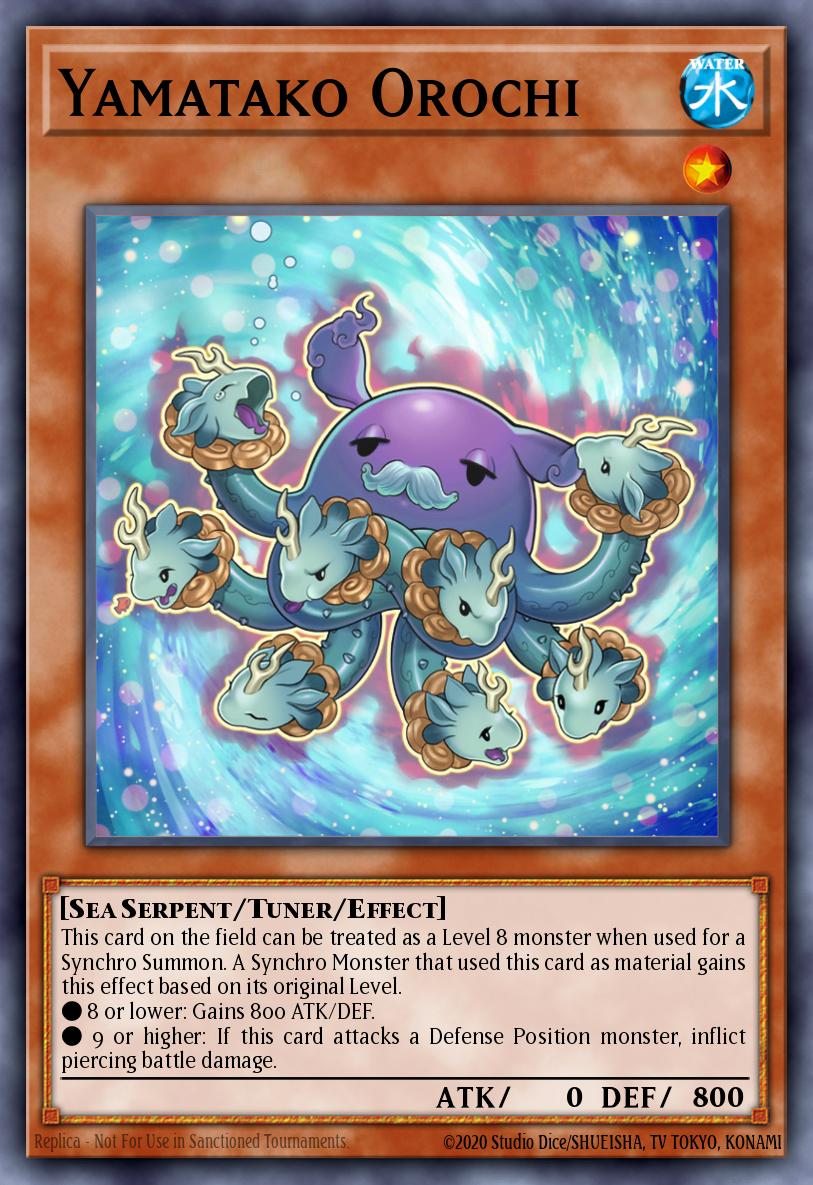 Yamatako Orochi
WATER
水
[Sea Serpent/Tuner/Effect]
This card on the field can be treated as a Level 8 monster when used for a
Synchro Summon. A Synchro Monster that used this card as material gains
this effect based on its original Level.
● 8 or lower: Gains 800 ATK/DEF.
● 9 or higher: If this card attacks a Defense Position monster, inflict
piercing battle damage.
ATK/ 0 DEF/ 800
Replica - Not For Use in Sanctioned Tournaments.
©2020 Studio Dice/SHUEISHA, TV TOKYO, KONAMI